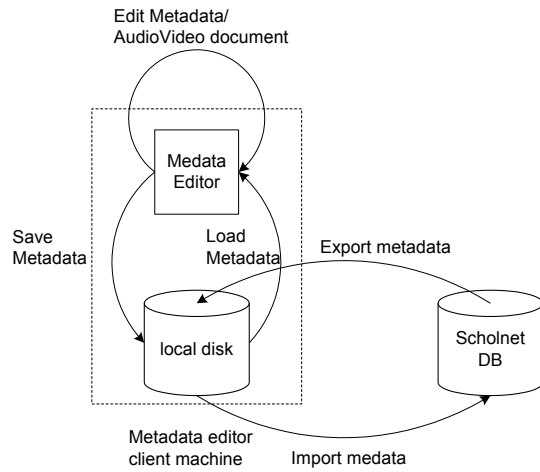 Edit Metadata/
AudioVideo document
Medata
Editor
Save
Metadata
Load
Metadata
Export metadata
local disk
Scholnet
DB
Metadata editor
client machine
Import medata